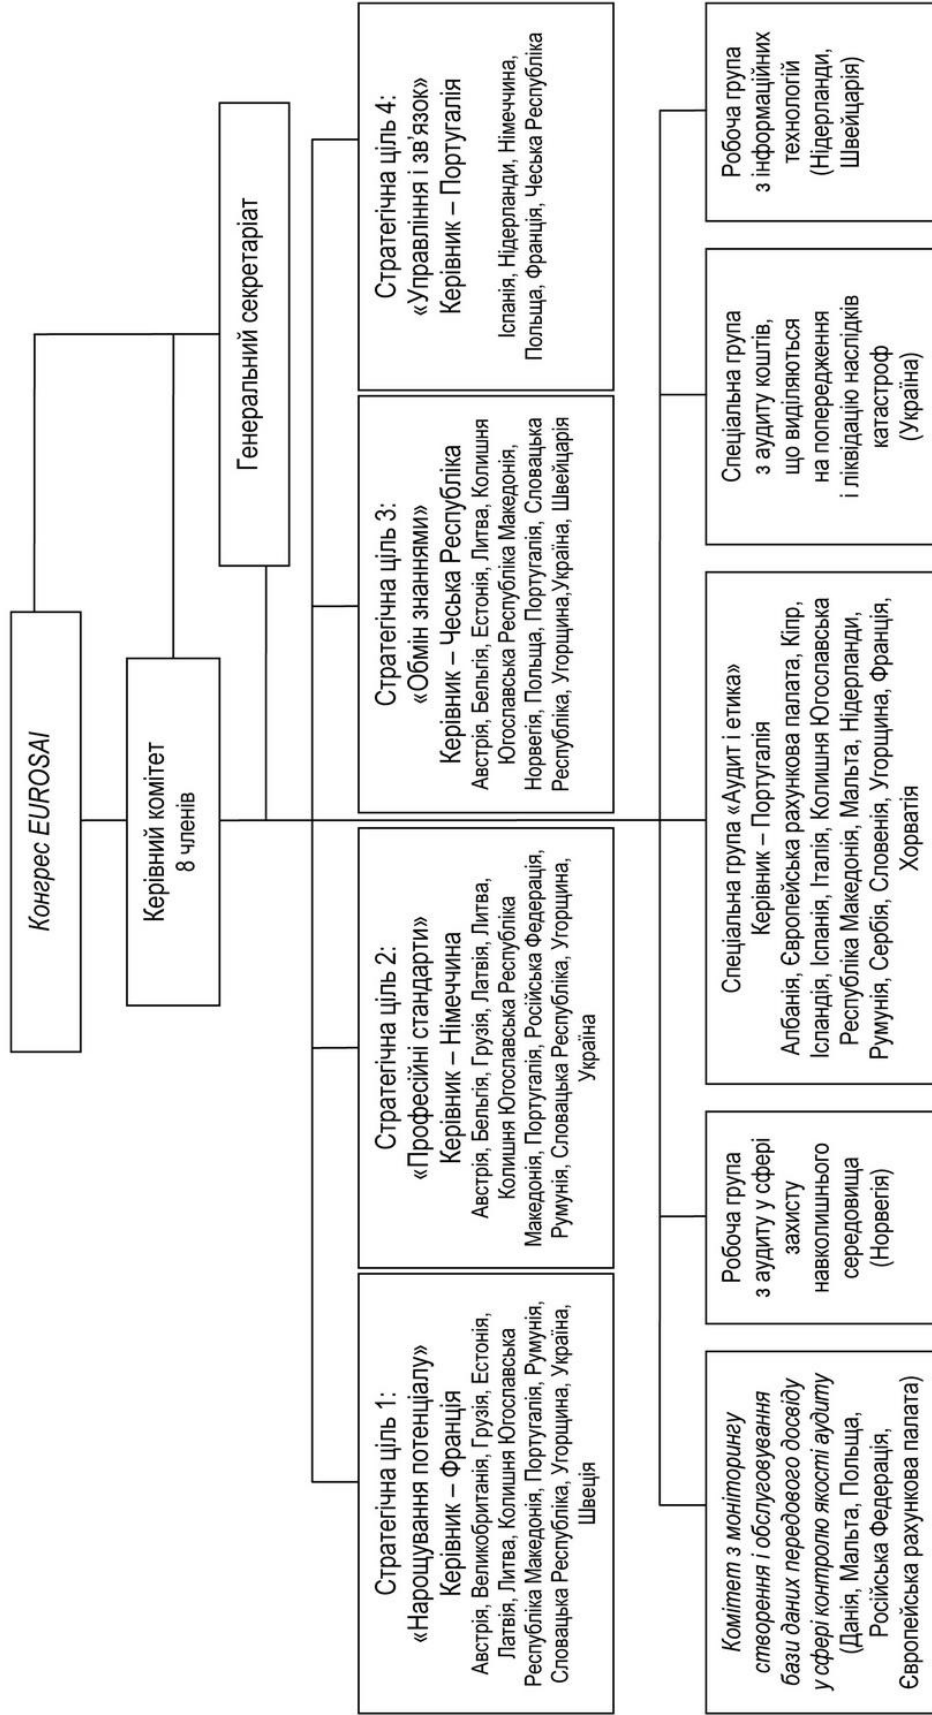 Конгрес EUROSAI
Керівний комітет
8 членів
Генеральний секретаріат
Стратегічна ціль 1:
«Нарощування потенціалу»
Керівник – Франція
Австрія, Великобританія, Грузія, Естонія,
Латвія, Литва, Колишня Югославська
Республіка Македонія, Португалія, Румунія,
Словацька Республіка, Угорщина, Україна,
Швеція
Стратегічна ціль 2:
«Професійні стандарти»
Керівник – Німеччина
Австрія, Бельгія, Грузія, Латвія, Литва,
Колишня Югославська Республіка
Македонія, Португалія, Російська Федерація,
Румунія, Словацька Республіка, Угорщина,
Україна
Стратегічна ціль 3:
«Обмін знаннями»
Керівник – Чеська Республіка
Австрія, Бельгія, Естонія, Литва, Колишня
Югославська Республіка Македонія,
Норвегія, Польща, Португалія, Словацька
Республіка, Угорщина,Україна, Швейцарія
Стратегічна ціль 4:
«Управління і зв’язок»
Керівник – Португалія
Іспанія, Нідерланди, Німеччина,
Польща, Франція, Чеська Республіка
Комітет з моніторингу
створення і обслуговування
бази даних передового досвіду
у сфері контролю якості аудиту
(Данія, Мальта, Польща,
Російська Федерація,
Європейська рахункова палата)
Робоча група
з аудиту у сфері
захисту
навколишнього
середовища
(Норвегія)
Спеціальна група «Аудит і етика»
Керівник – Португалія
Албанія, Європейська рахункова палата, Кіпр,
Ісландія, Іспанія, Італія, Колишня Югославська
Республіка Македонія, Мальта, Нідерланди,
Румунія, Сербія, Словенія, Угорщина, Франція,
Хорватія
Спеціальна група
з аудиту коштів,
що виділяються
на попередження
і ліквідацію наслідків
катастроф
(Україна)
Робоча група
з інформаційних
технологій
(Нідерланди,
Швейцарія)